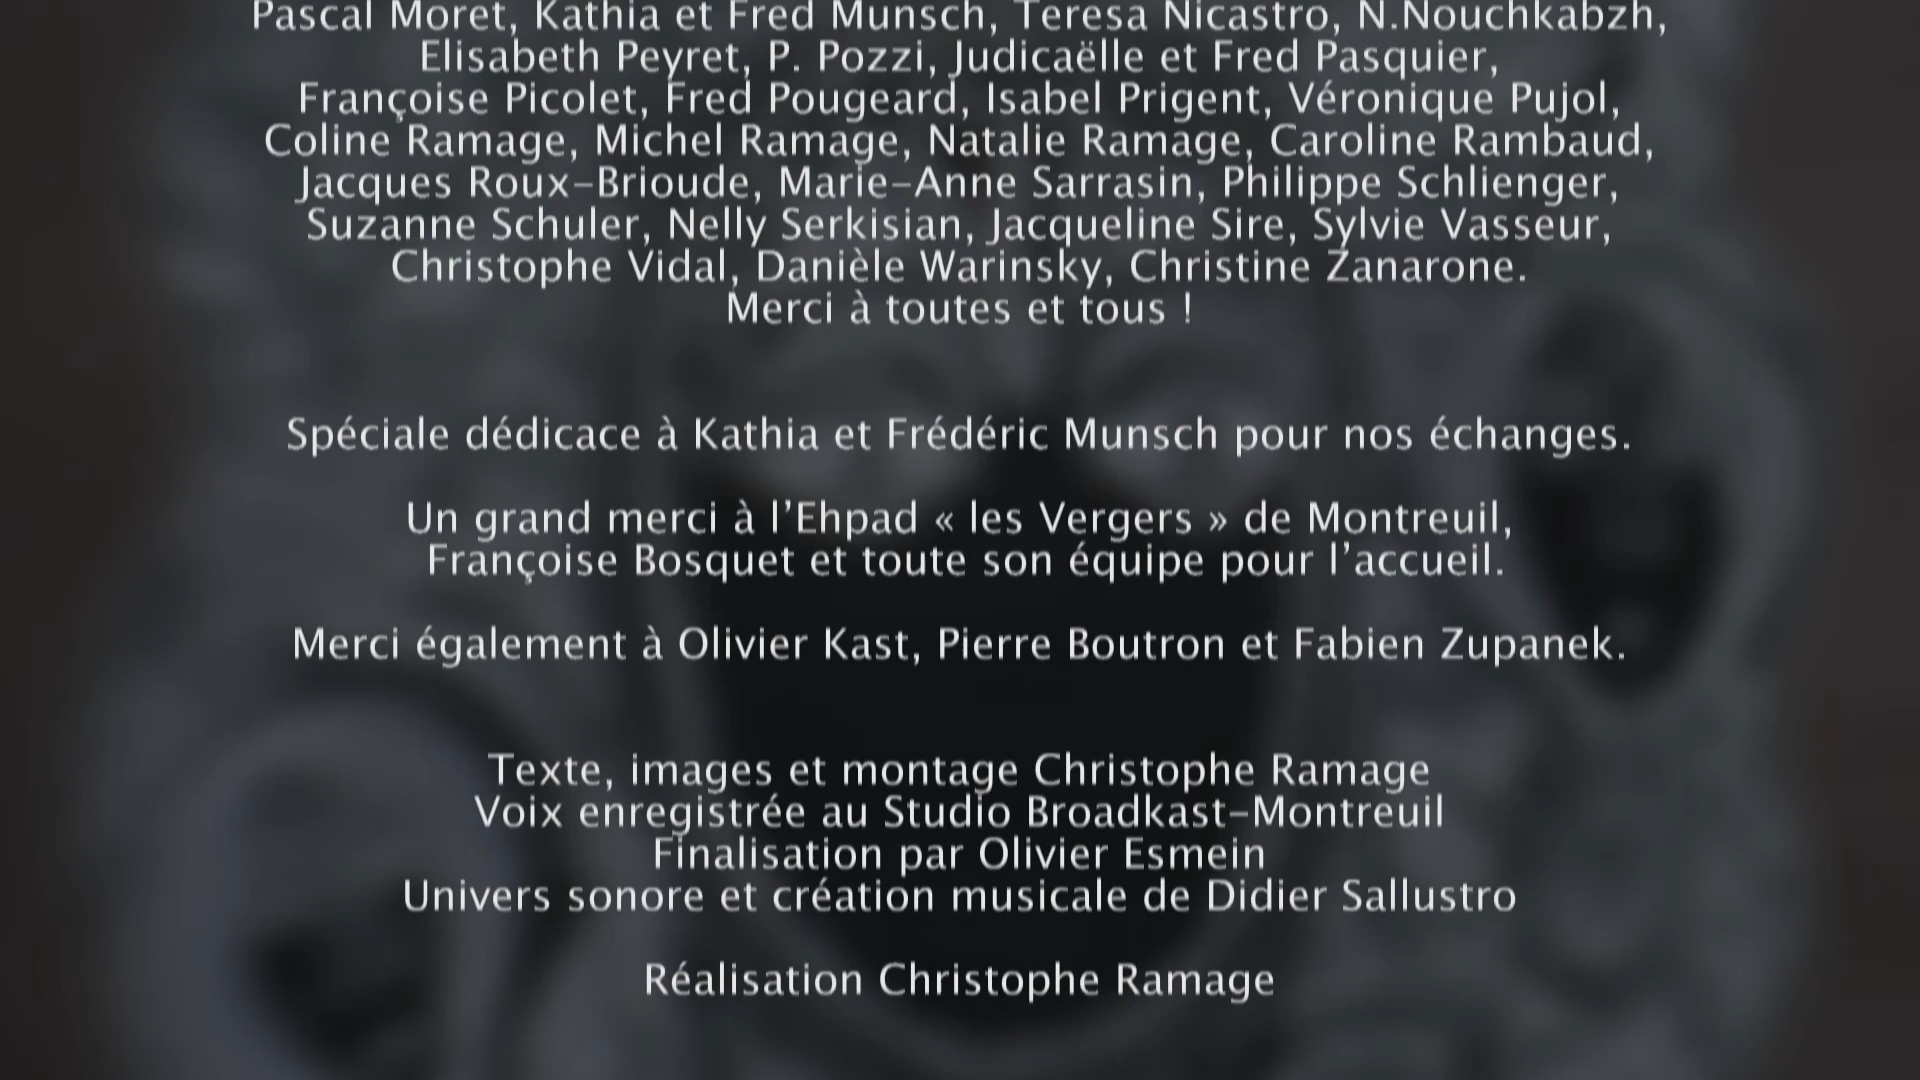 Pascal Moret, Kathia et Fred Munsch, Teresa Nicastro, N.Nouchkabzh,
Elisabeth Peyret, P. Pozzi, Judicaëlle et Fred Pasquier,
Françoise Picolet, Fred Pougeard, Isabel Prigent, Véronique Pujol,
Coline Ramage, Michel Ramage, Natalie Ramage, Caroline Rambaud,
Jacques Roux-Brioude, Marie-Anne Sarrasin, Philippe Schlienger,
Suzanne Schuler, Nelly Serkisian, Jacqueline Sire, Sylvie Vasseur,
Christophe Vidal, Danièle Warinsky, Christine Zanarone.
Merci à toutes et tous !
Spéciale dédicace à Kathia et Frédéric Munsch pour nos échanges.
Un grand merci à l’Ehpad « les Vergers » de Montreuil,
Françoise Bosquet et toute son équipe pour l’accueil.
Merci également à Olivier Kast, Pierre Boutron et Fabien Zupanek.
Texte, images et montage Christophe Ramage
Voix enregistrée au Studio Broadkast-Montreuil
Finalisation par Olivier Esmein
Univers sonore et création musicale de Didier Sallustro
Réalisation Christophe Ramage